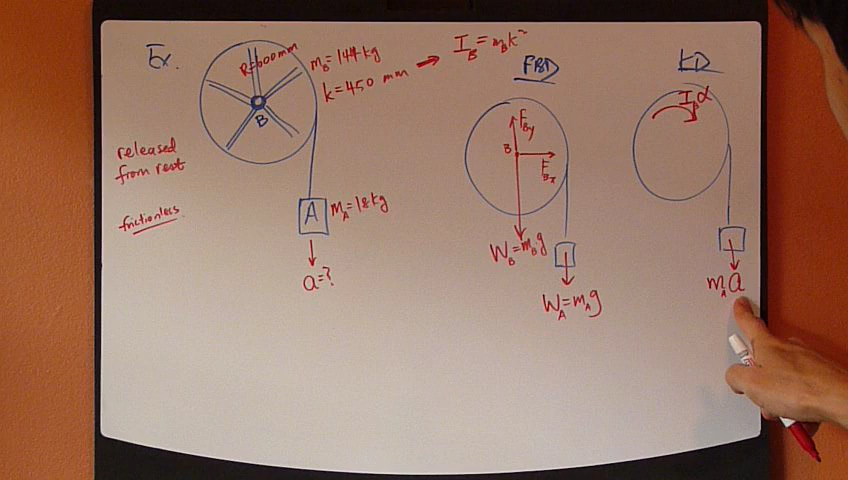 Ex.
R=600mm
m_B=144kg
k=450 mm → I_B=m_Bk²
B
released
from rest
frictionless.
A
m_A=18kg
a=?
FBD
F_By
B
F_Bx
W_B=m_Bg
W_A=m_Ag
KD
I_Bα
m_Aa